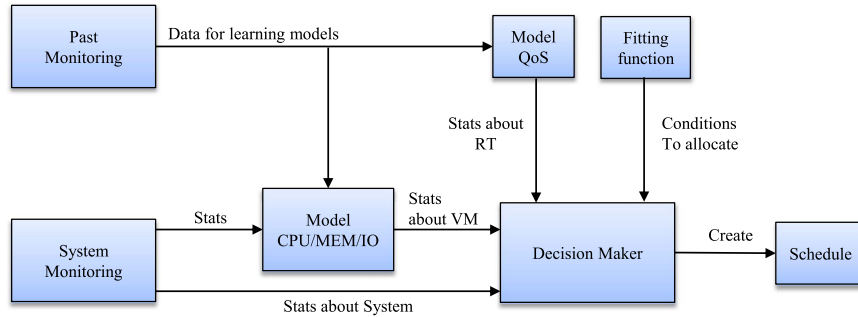 Past
Monitoring
Data for learning models
Model
QoS
Fitting
function
Stats about
RT
Conditions
To allocate
System
Monitoring
Stats
Model
CPU/MEM/IO
Stats
about VM
Decision Maker
Create
Schedule
Stats about System